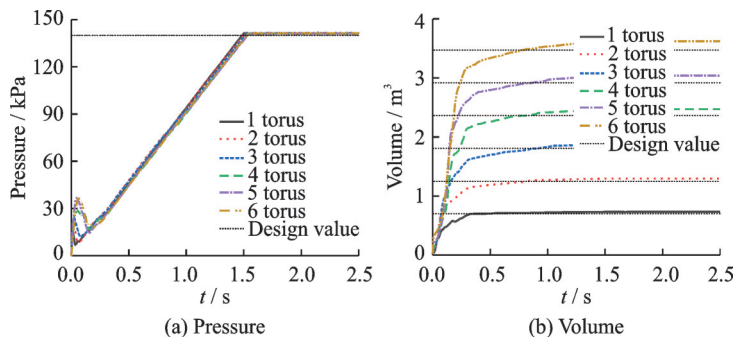 150
120
90
60
30
0
Pressure / kPa
1 torus
2 torus
3 torus
4 torus
5 torus
6 torus
Design value
0.0 0.5 1.0 1.5 2.0 2.5
t / s
(a) Pressure
4
3
2
1
0
Volume / m³
1 torus
2 torus
3 torus
4 torus
5 torus
6 torus
Design value
0.0 0.5 1.0 1.5 2.0 2.5
t / s
(b) Volume